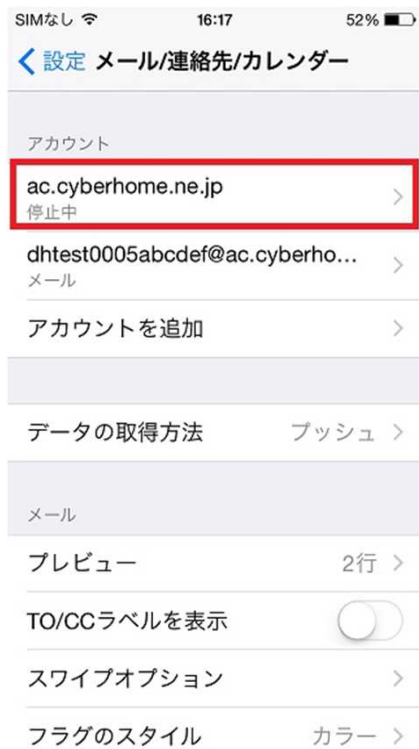 SIMなし 16:17 52%
設定 メール/連絡先/カレンダー
アカウント
ac.cyberhome.ne.jp
停止中
dhtest0005abcdef@ac.cyberho...
メール
アカウントを追加
データの取得方法 プッシュ
メール
プレビュー 2行
TO/CCラベルを表示
スワイプオプション
フラグのスタイル カラー